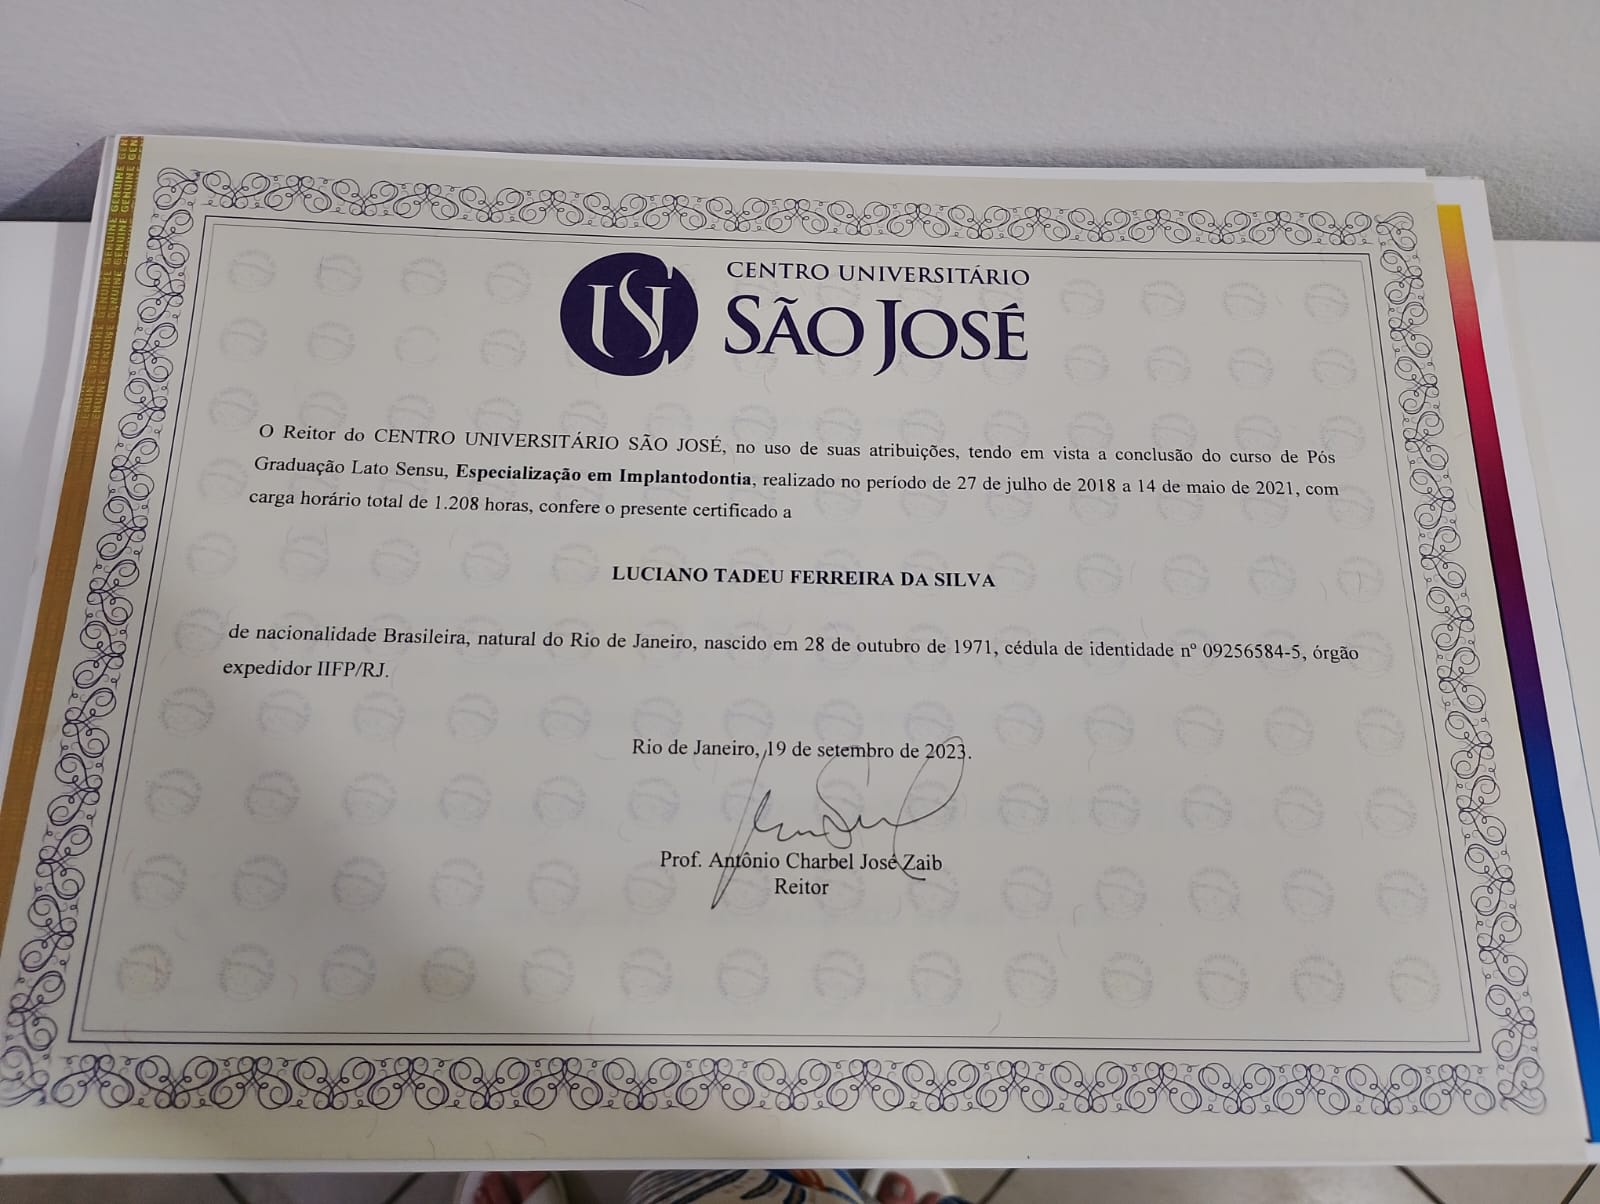 CENTRO UNIVERSITÁRIO
SÃO JOSÉ
O Reitor do CENTRO UNIVERSITÁRIO SÃO JOSÉ, no uso de suas atribuições, tendo em vista a conclusão do curso de Pós
Graduação Lato Sensu, Especialização em Implantodontia, realizado no período de 27 de julho de 2018 a 14 de maio de 2021, com
carga horário total de 1.208 horas, confere o presente certificado a
LUCIANO TADEU FERREIRA DA SILVA
de nacionalidade Brasileira, natural do Rio de Janeiro, nascido em 28 de outubro de 1971, cédula de identidade nº 09256584-5, órgão
expedidor IIFP/RJ.
Rio de Janeiro, 19 de setembro de 2023.
Prof. Antônio Charbel José Zaib
Reitor
GENUINE GENUINE GENUINE GENUINE